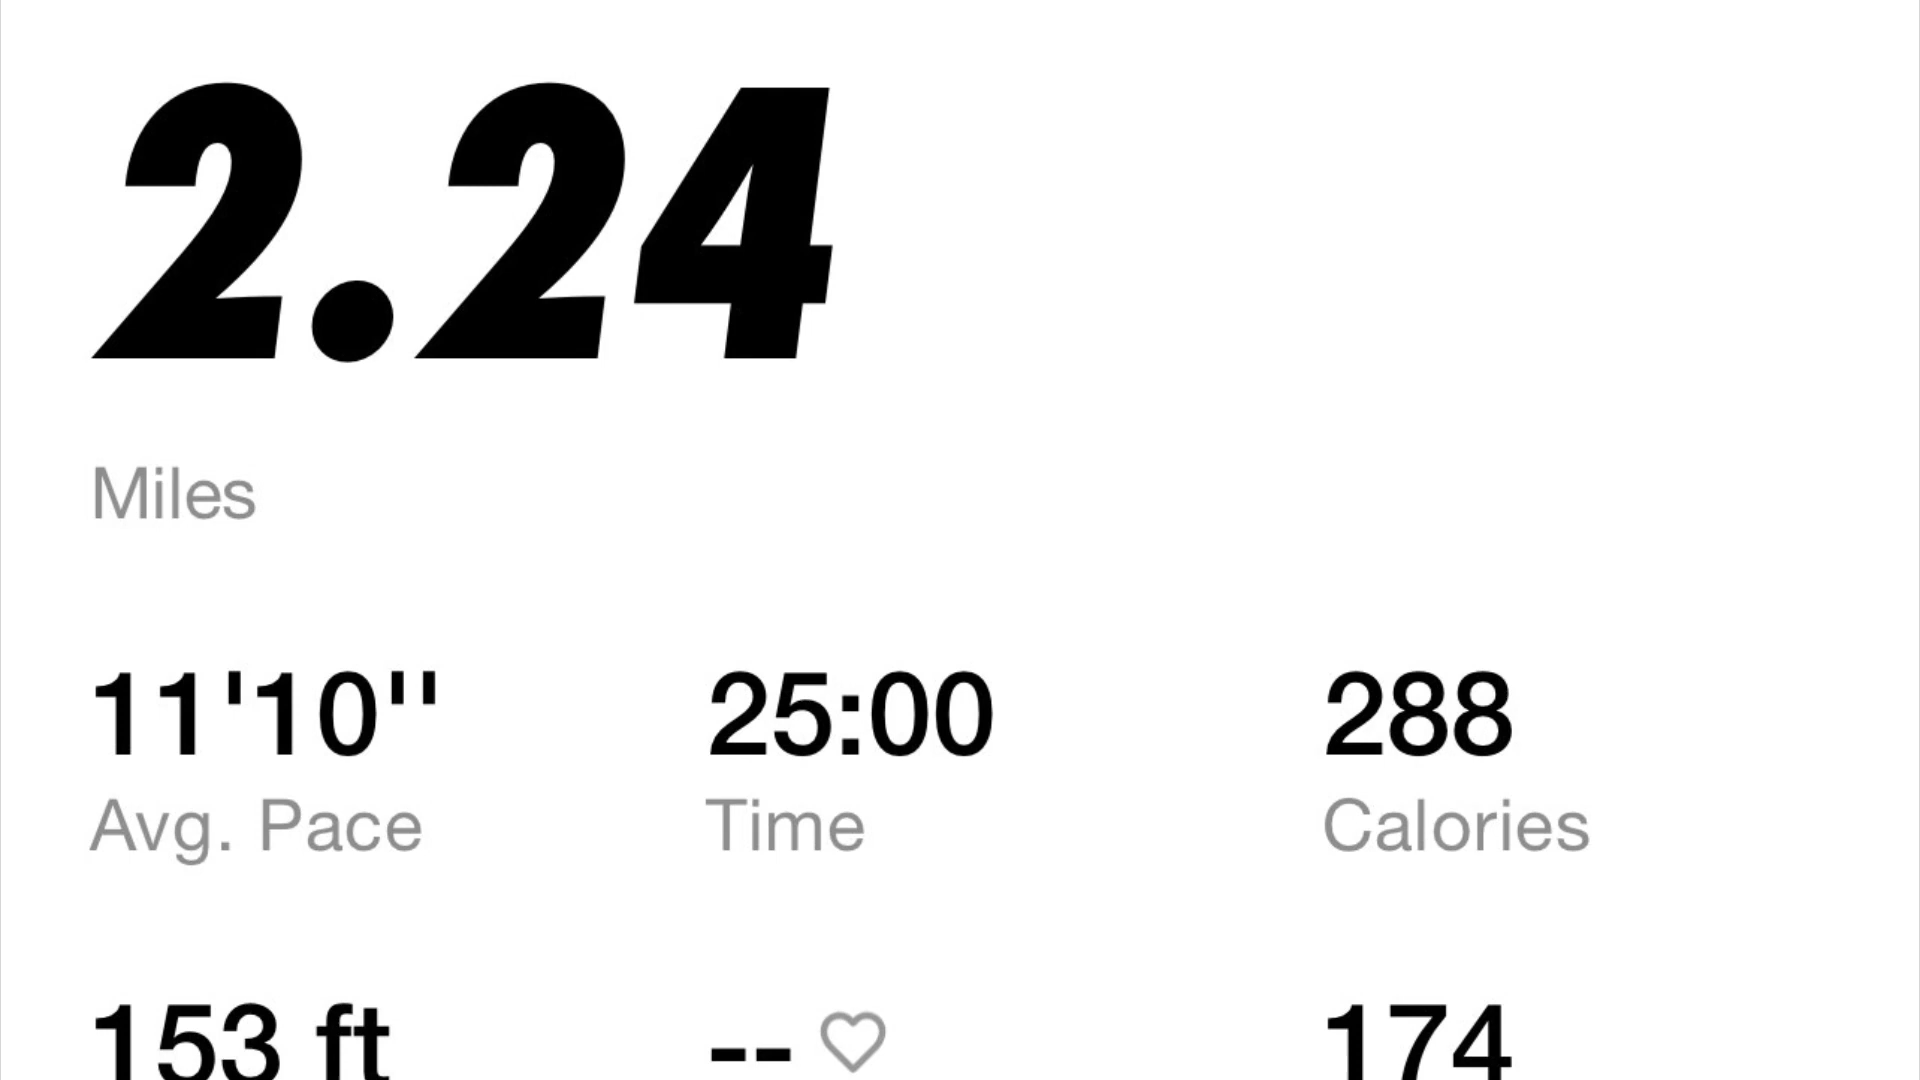 2.24
Miles
11'10'' 25:00 288
Avg. Pace Time Calories
153 ft -- 174